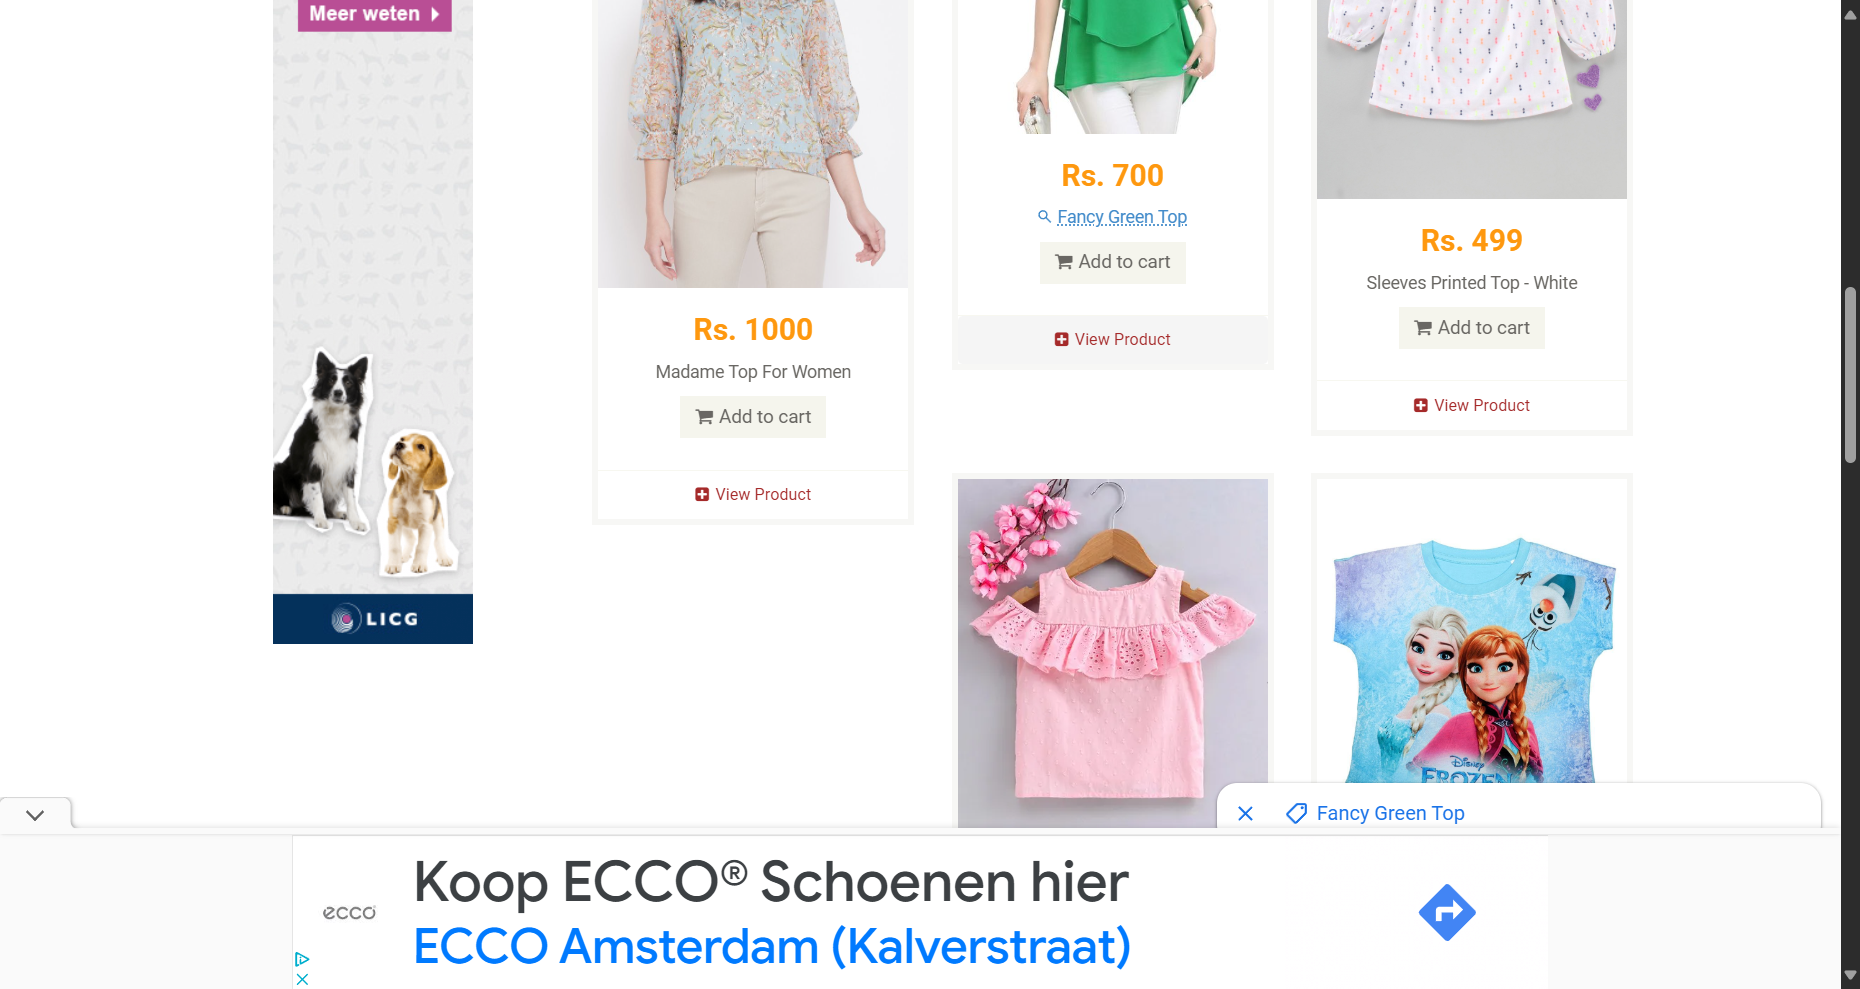 Meer weten
LICG
Rs. 1000
Madame Top For Women
Add to cart
View Product
Rs. 700
Fancy Green Top
Add to cart
View Product
Rs. 499
Sleeves Printed Top - White
Add to cart
View Product
Disney
FROZEN
Fancy Green Top
ecco
Koop ECCO® Schoenen hier
ECCO Amsterdam (Kalverstraat)